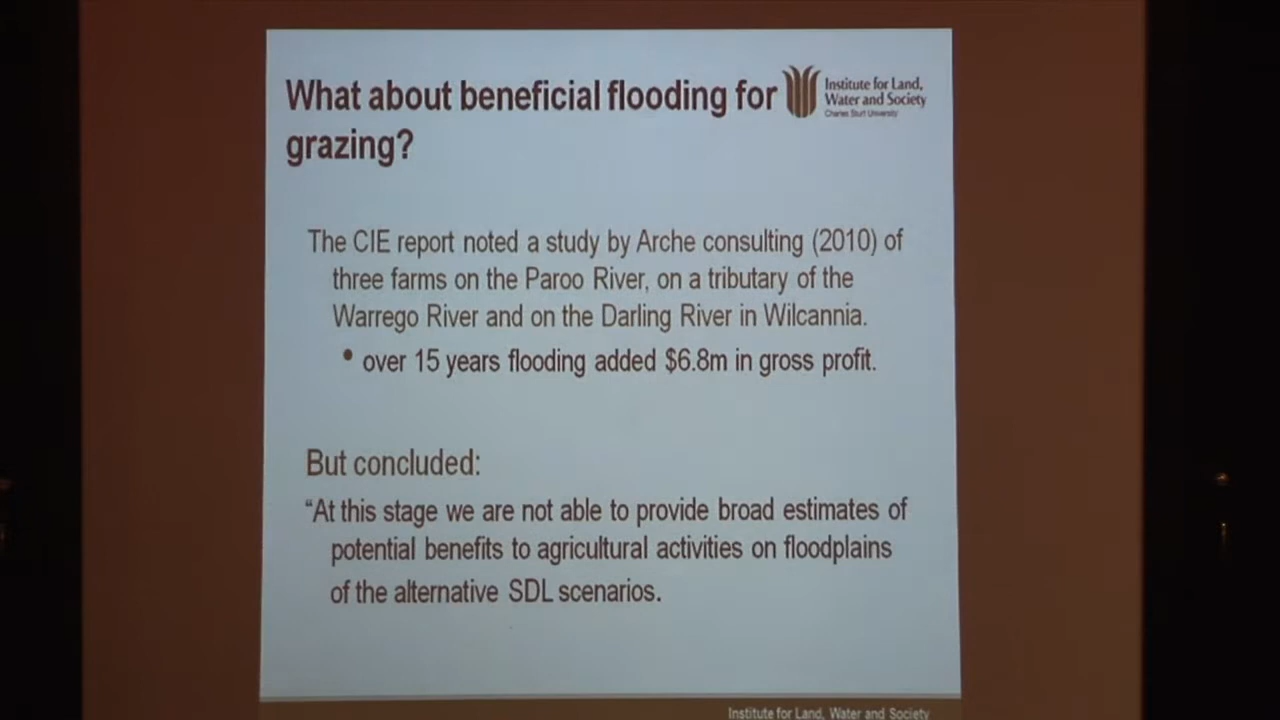 What about beneficial flooding for
grazing?
Institute for Land,
Water and Society
Charles Sturt University
The CIE report noted a study by Arche consulting (2010) of
three farms on the Paroo River, on a tributary of the
Warrego River and on the Darling River in Wilcannia.
• over 15 years flooding added $6.8m in gross profit.
But concluded:
“At this stage we are not able to provide broad estimates of
potential benefits to agricultural activities on floodplains
of the alternative SDL scenarios.
Institute for Land, Water and Society